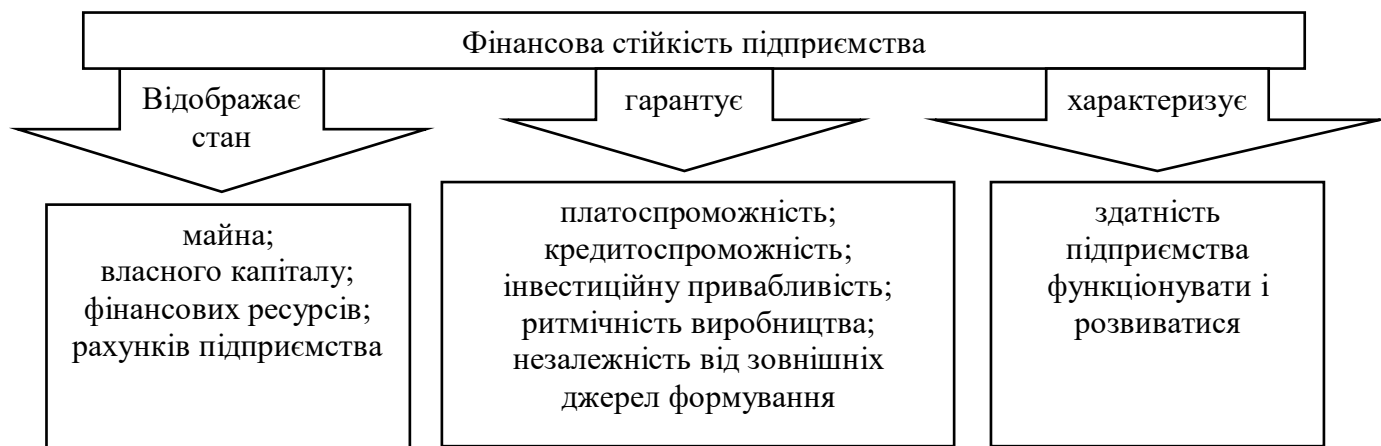 Фінансова стійкість підприємства
Відображає
стан
гарантує
характеризує
майна;
власного капіталу;
фінансових ресурсів;
рахунків підприємства
платоспроможність;
кредитоспроможність;
інвестиційну привабливість;
ритмічність виробництва;
незалежність від зовнішніх
джерел формування
здатність
підприємства
функціонувати і
розвиватися